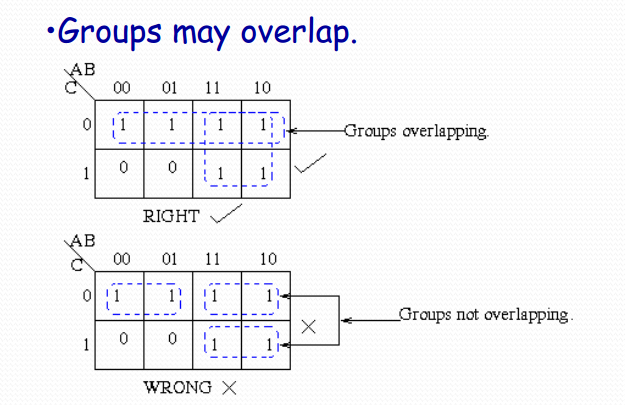 •Groups may overlap.
AB
C
00 01 11 10
0 1 1 1 1
Groups overlapping.
1 0 0 1 1
RIGHT
AB
C
00 01 11 10
0 1 1 1 1
Groups not overlapping.
1 0 0 1 1
WRONG